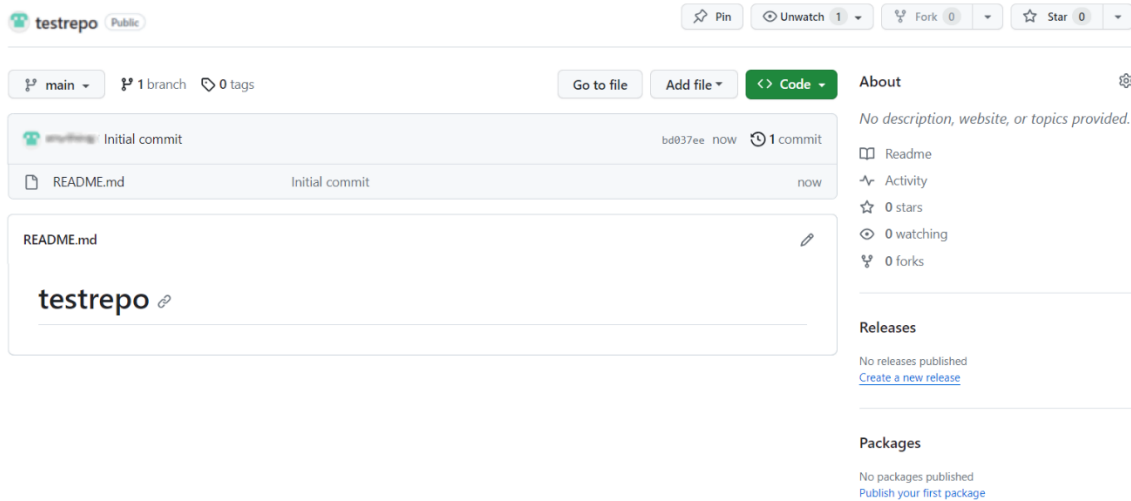 testrepo Public
Pin Unwatch 1 Fork 0 Star 0
main 1 branch 0 tags Go to file Add file <> Code
Initial commit bd037ee now 1 commit
README.md Initial commit now
README.md
testrepo
About
No description, website, or topics provided.
Readme
Activity
0 stars
0 watching
0 forks
Releases
No releases published
Create a new release
Packages
No packages published
Publish your first package